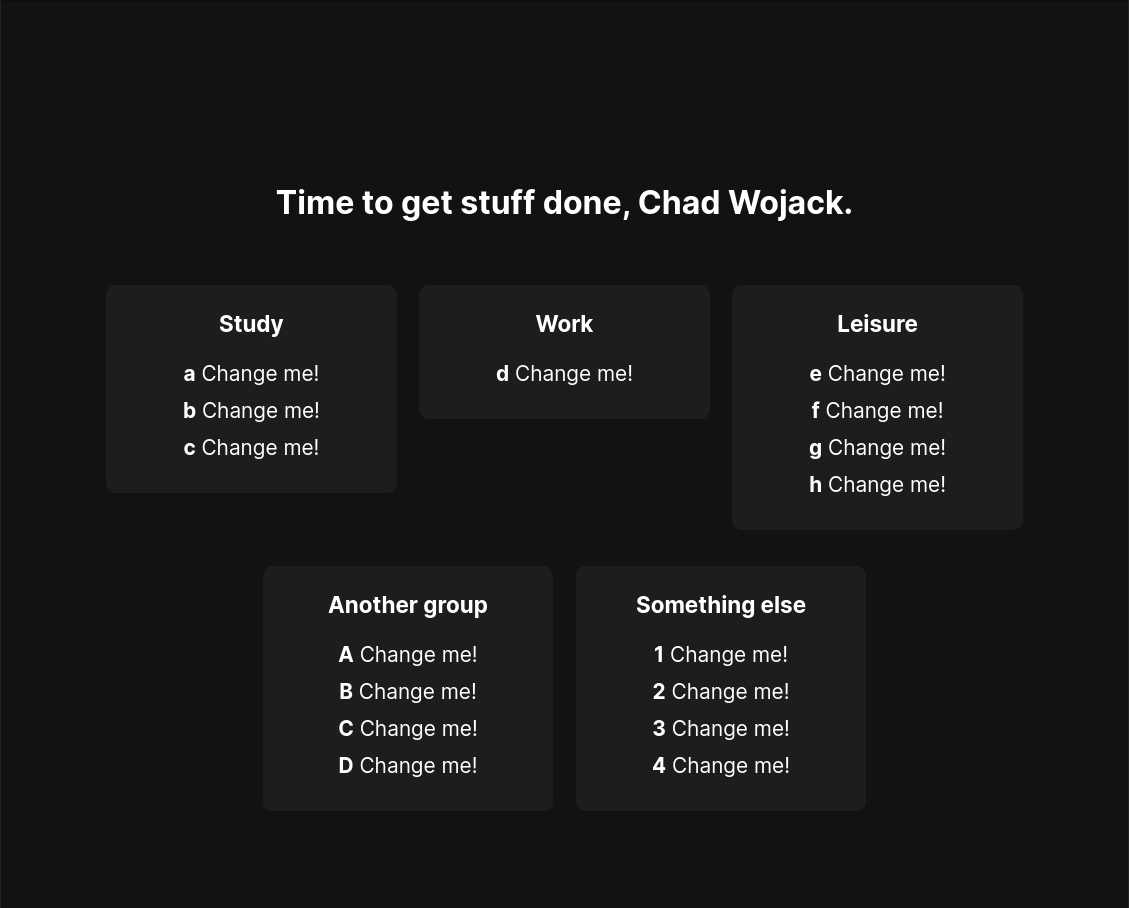 Time to get stuff done, Chad Wojack.
Study
a Change me!
b Change me!
c Change me!
Work
d Change me!
Leisure
e Change me!
f Change me!
g Change me!
h Change me!
Another group
A Change me!
B Change me!
C Change me!
D Change me!
Something else
1 Change me!
2 Change me!
3 Change me!
4 Change me!